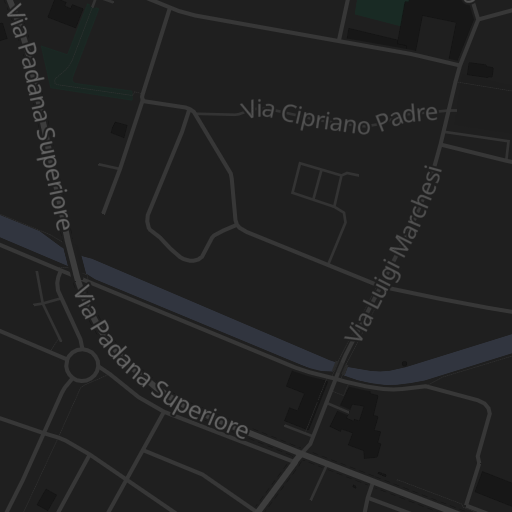 Via Padana Superiore
Via Cipriano Padre
Via Luigi Marchesi
Via Padana Superiore